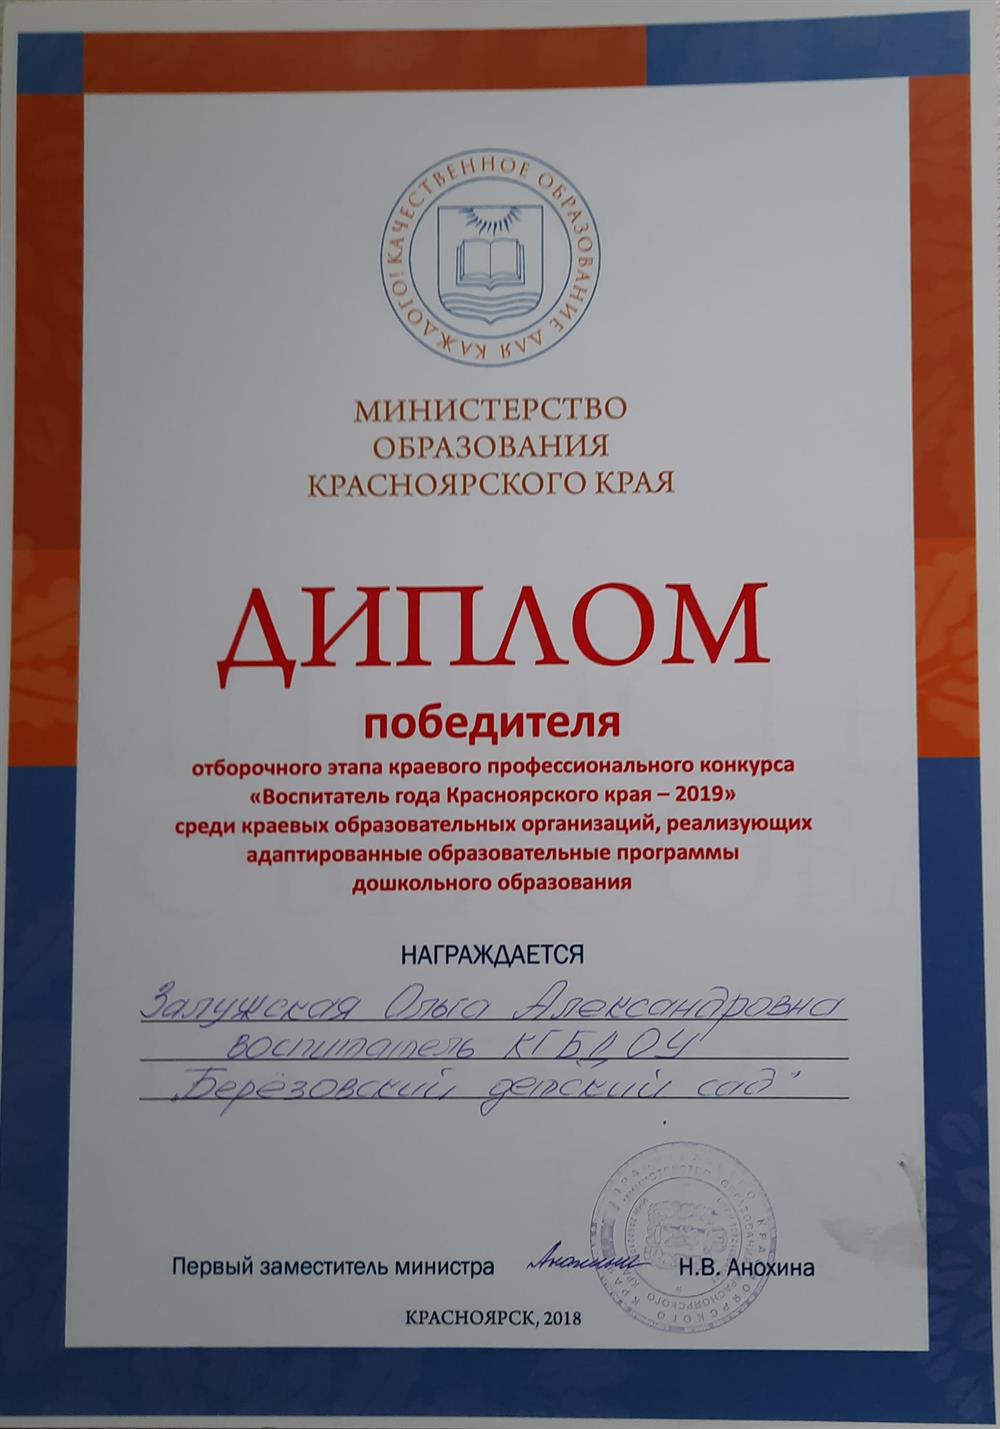 КАЧЕСТВЕННОЕ ОБРАЗОВАНИЕ ДЛЯ КАЖДОГО!
МИНИСТЕРСТВО
ОБРАЗОВАНИЯ
КРАСНОЯРСКОГО КРАЯ
ДИПЛОМ
победителя
отборочного этапа краевого профессионального конкурса
«Воспитатель года Красноярского края – 2019»
среди краевых образовательных организаций, реализующих
адаптированные образовательные программы
дошкольного образования
НАГРАЖДАЕТСЯ
Залужская Ольга Александровна
воспитатель КГБДОУ
„Берёзовский детский сад"
Первый заместитель министра
Н.В. Анохина
КРАСНОЯРСК, 2018